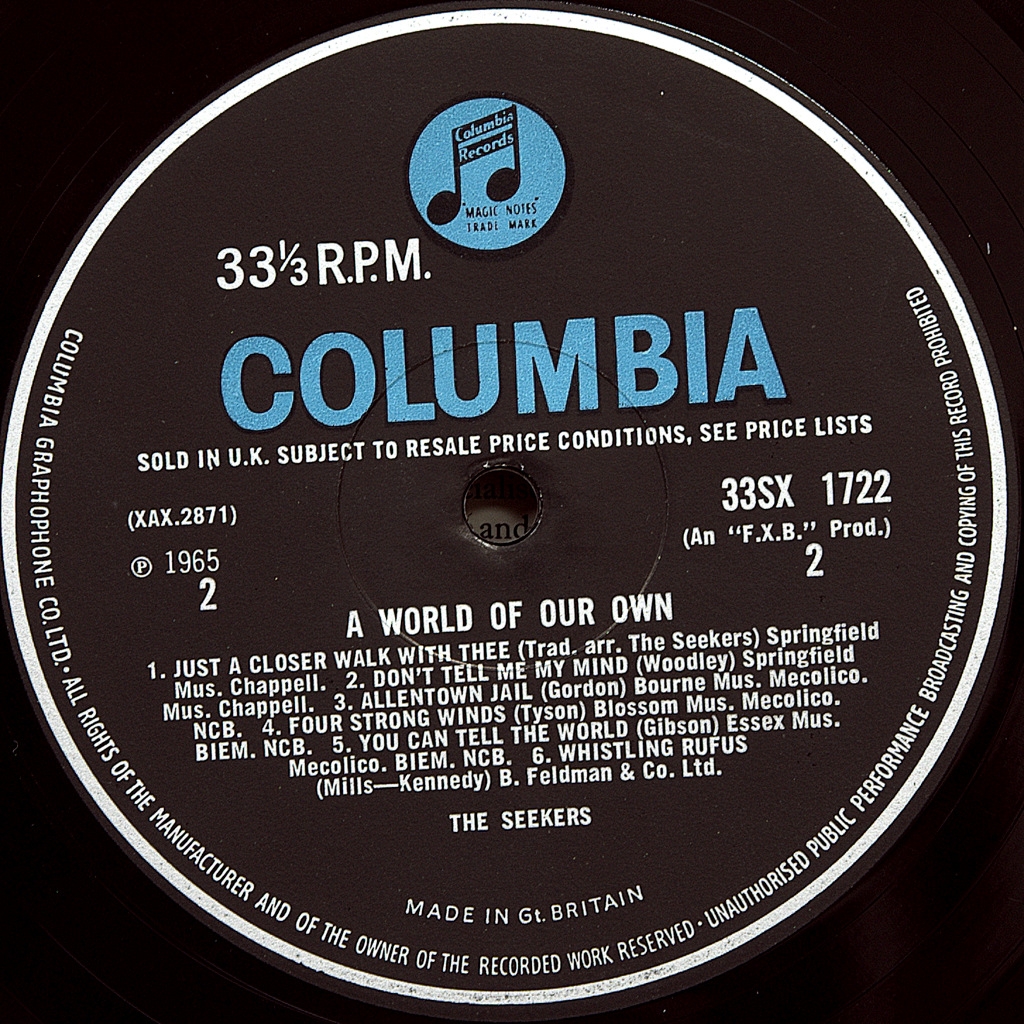 Columbia
Records
"MAGIC NOTES"
TRADE MARK
33⅓ R.P.M.
COLUMBIA
SOLD IN U.K. SUBJECT TO RESALE PRICE CONDITIONS, SEE PRICE LISTS
33SX 1722
(XAX.2871)
(An "F.X.B." Prod.)
℗ 1965
2
2
and
A WORLD OF OUR OWN
1. JUST A CLOSER WALK WITH THEE (Trad. arr. The Seekers) Springfield
Mus. Chappell. 2. DON'T TELL ME MY MIND (Woodley) Springfield
Mus. Chappell. 3. ALLENTOWN JAIL (Gordon) Bourne Mus. Mecolico.
NCB. 4. FOUR STRONG WINDS (Tyson) Blossom Mus. Mecolico.
BIEM. NCB. 5. YOU CAN TELL THE WORLD (Gibson) Essex Mus.
Mecolico. BIEM. NCB. 6. WHISTLING RUFUS
(Mills—Kennedy) B. Feldman & Co. Ltd.
THE SEEKERS
MADE IN Gt. BRITAIN
COLUMBIA GRAPHOPHONE CO. LTD. · ALL RIGHTS OF THE MANUFACTURER AND OF THE OWNER OF THE RECORDED WORK RESERVED · UNAUTHORISED PUBLIC PERFORMANCE BROADCASTING AND COPYING OF THIS RECORD PROHIBITED